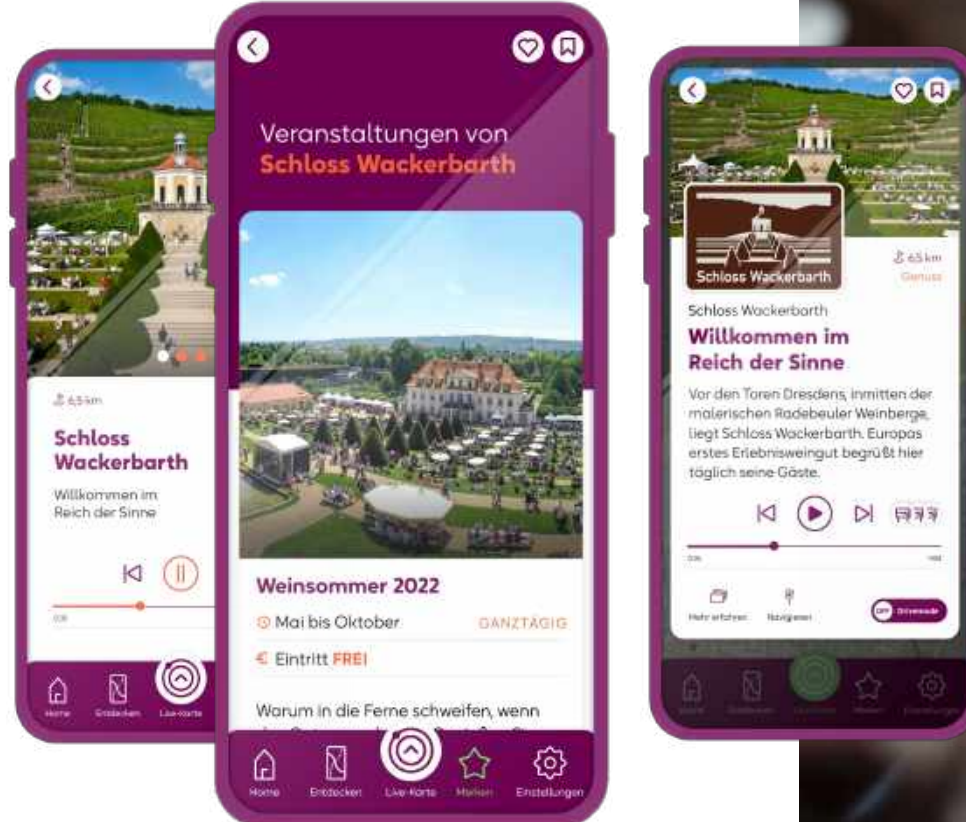 6,5 km
Schloss
Wackerbarth
Willkommen im
Reich der Sinne
Home
Entdecken
Live-Karte
Veranstaltungen von
Schloss Wackerbarth
Weinsommer 2022
Mai bis Oktober
GANZTÄGIG
€ Eintritt FREI
Warum in die Ferne schweifen, wenn
Home
Entdecken
Live-Karte
Merken
Einstellungen
Schloss Wackerbarth
6,5 km
Genuss
Schloss Wackerbarth
Willkommen im
Reich der Sinne
Vor den Toren Dresdens, inmitten der
malerischen Radebeuler Weinberge,
liegt Schloss Wackerbarth. Europas
erstes Erlebnisweingut begrüßt hier
täglich seine Gäste.
Mehr erfahren
Navigieren
OFF
Drivemode
Home
Entdecken
Merken
Einstellungen